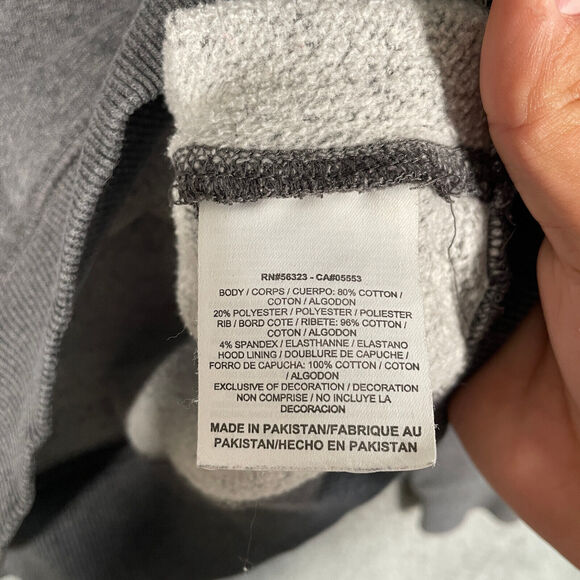 RN#56323 - CA#05553
BODY / CORPS / CUERPO: 80% COTTON /
COTON / ALGODON
20% POLYESTER / POLYESTER / POLIESTER
RIB / BORD COTE / RIBETE: 96% COTTON /
COTON / ALGODON
4% SPANDEX / ELASTHANNE / ELASTANO
HOOD LINING / DOUBLURE DE CAPUCHE /
FORRO DE CAPUCHA: 100% COTTON / COTON
/ ALGODON
EXCLUSIVE OF DECORATION / DECORATION
NON COMPRISE / NO INCLUYE LA
DECORACION
MADE IN PAKISTAN/FABRIQUE AU
PAKISTAN/HECHO EN PAKISTAN